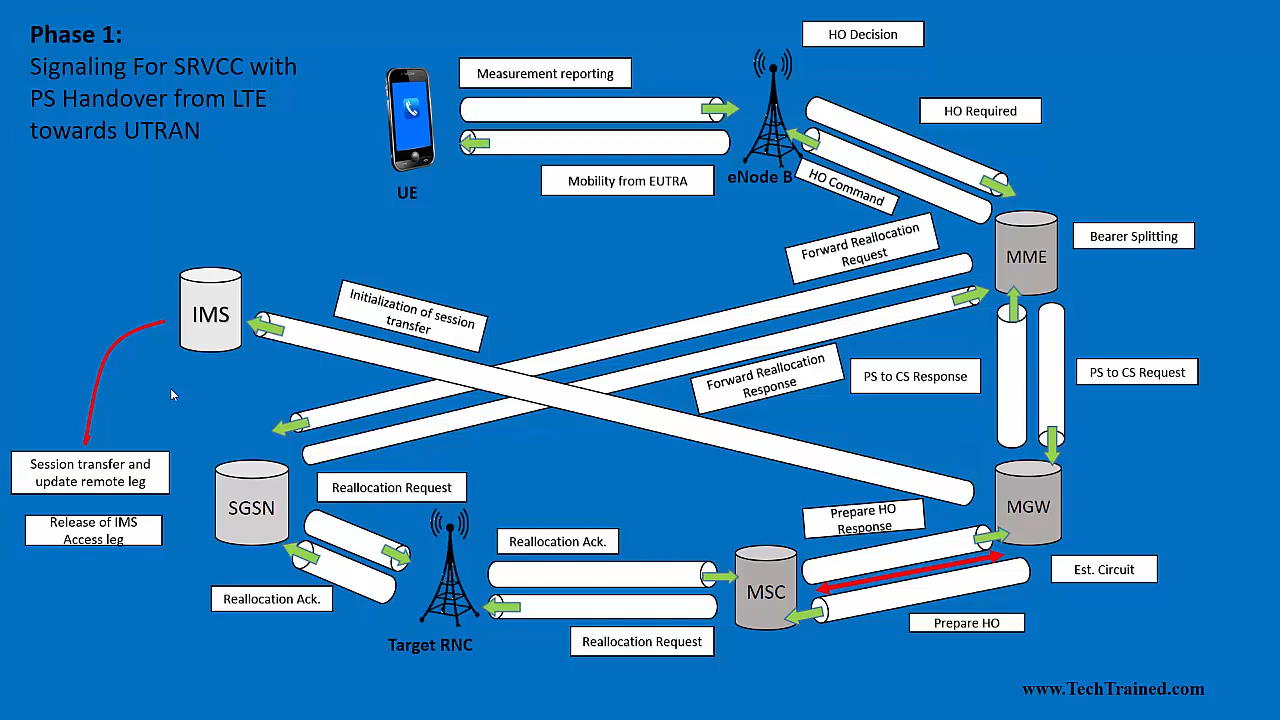 Phase 1:
Signaling For SRVCC with
PS Handover from LTE
towards UTRAN
HO Decision
Measurement reporting
HO Required
Mobility from EUTRA
eNode B
HO Command
UE
Forward Reallocation
Request
MME
Bearer Splitting
IMS
Initialization of session
transfer
Forward Reallocation
Response
PS to CS Response
PS to CS Request
Session transfer and
update remote leg
Release of IMS
Access leg
SGSN
Reallocation Request
Prepare HO
Response
MGW
Reallocation Ack.
Est. Circuit
MSC
Reallocation Ack.
Prepare HO
Target RNC
Reallocation Request
www.TechTrained.com